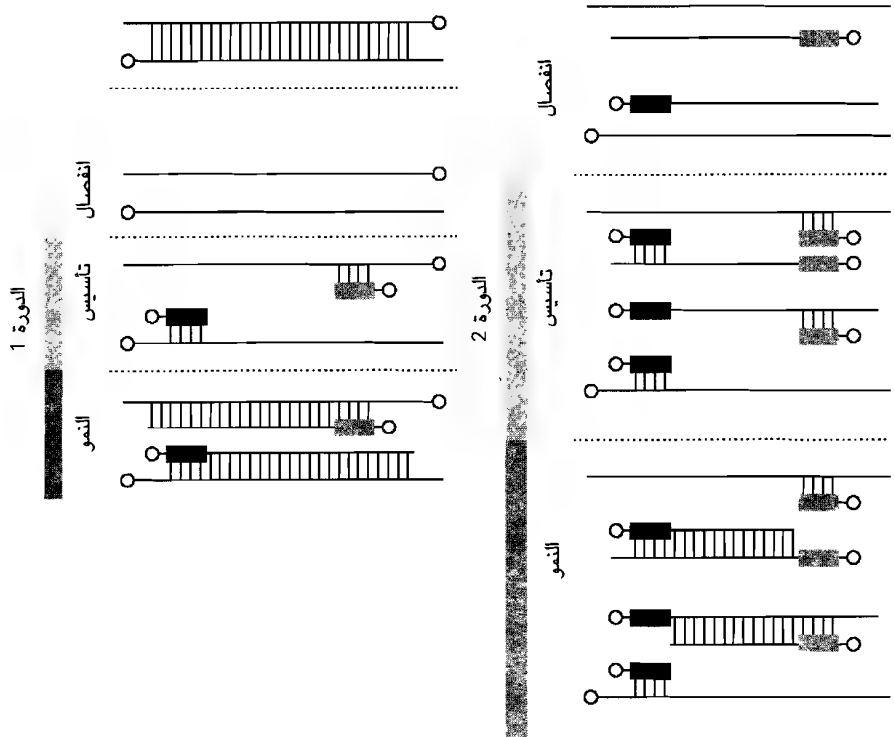 الدورة 1
انفصال
تأسيس
النمو
الدورة 2
انفصال
تأسيس
النمو